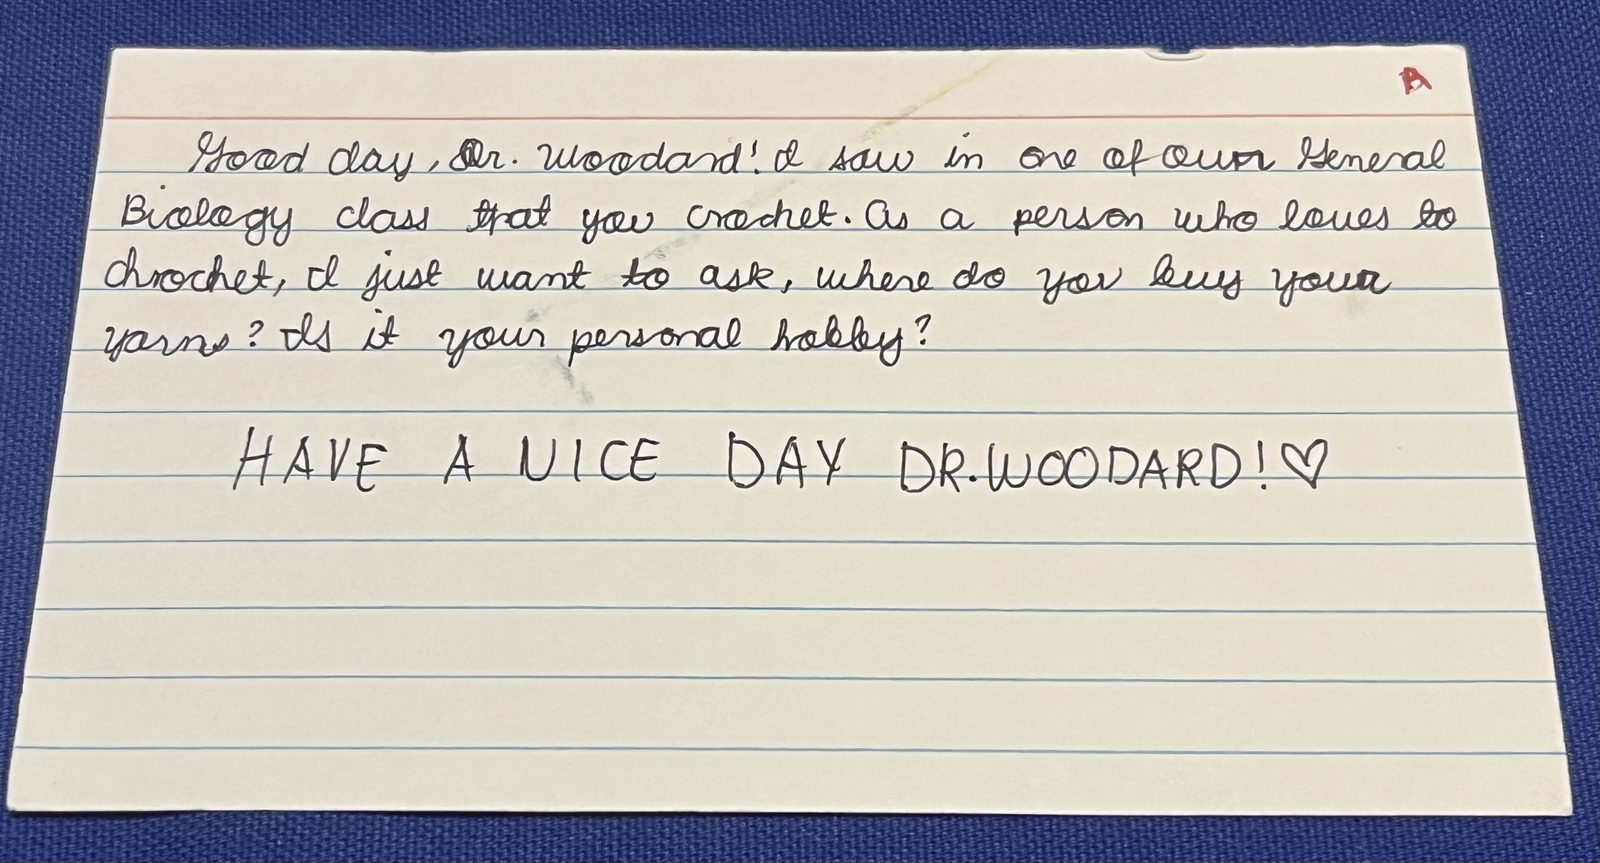 A
Good day, Dr. Woodard! I saw in one of our General
Biology class that you crochet. As a person who loves to
chrochet, I just want to ask, where do you buy your
yarns? Is it your personal hobby?
HAVE A NICE DAY DR. WOODARD! ♡